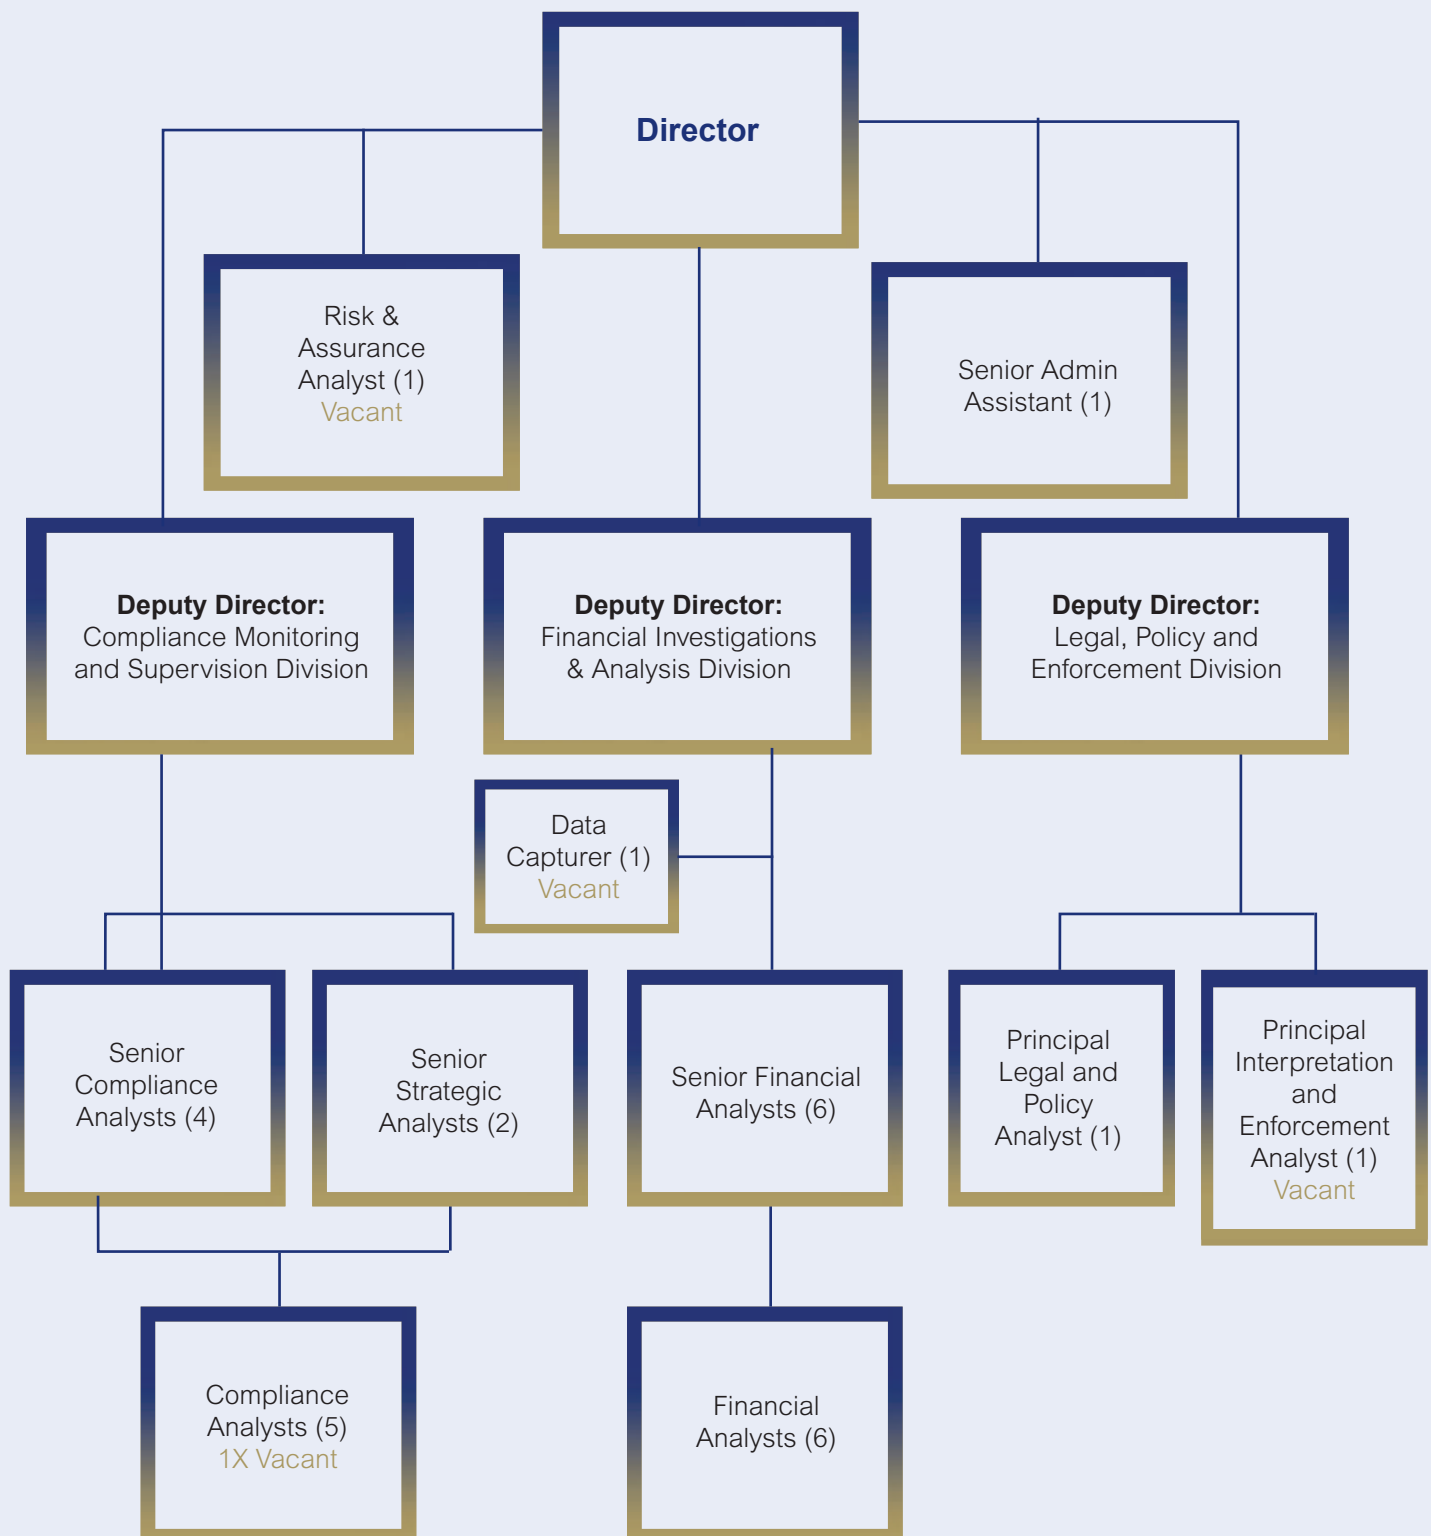 Director
Risk &
Assurance
Analyst (1)
Vacant
Senior Admin
Assistant (1)
Deputy Director:
Compliance Monitoring
and Supervision Division
Deputy Director:
Financial Investigations
& Analysis Division
Deputy Director:
Legal, Policy and
Enforcement Division
Data
Capturer (1)
Vacant
Senior
Compliance
Analysts (4)
Senior
Strategic
Analysts (2)
Senior Financial
Analysts (6)
Principal
Legal and
Policy
Analyst (1)
Principal
Interpretation
and
Enforcement
Analyst (1)
Vacant
Compliance
Analysts (5)
1X Vacant
Financial
Analysts (6)